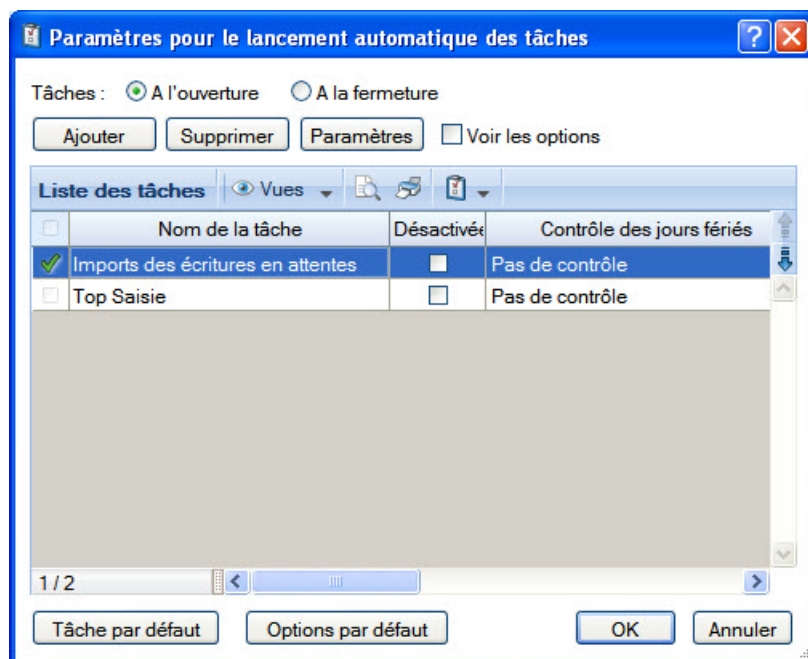 Paramètres pour le lancement automatique des tâches
Tâches : A l'ouverture A la fermeture
Ajouter Supprimer Paramètres Voir les options
Liste des tâches Vues
Nom de la tâche Désactivée Contrôle des jours fériés
Imports des écritures en attentes Pas de contrôle
Top Saisie Pas de contrôle
1 / 2
Tâche par défaut Options par défaut OK Annuler